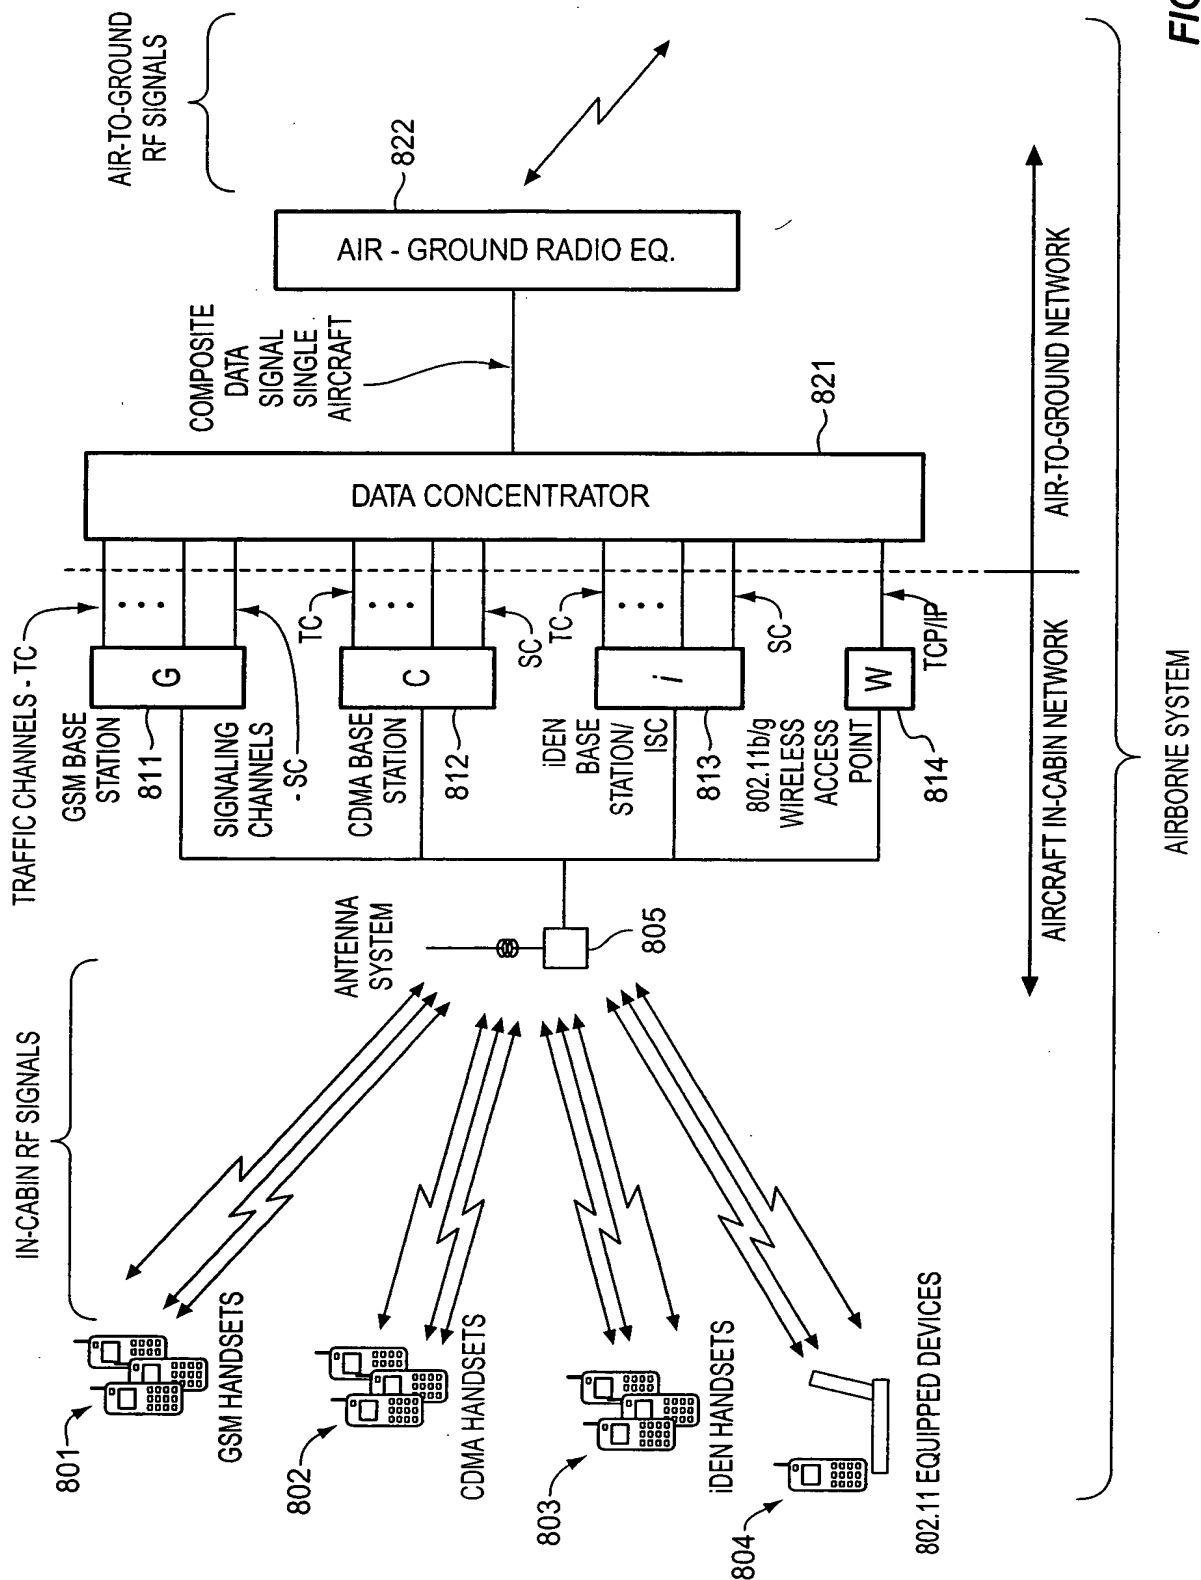 IN-CABIN RF SIGNALS
801
GSM HANDSETS
802
CDMA HANDSETS
803
iDEN HANDSETS
804
802.11 EQUIPPED DEVICES
ANTENNA
SYSTEM
805
TRAFFIC CHANNELS - TC
GSM BASE
STATION
811
G
SIGNALING
CHANNELS
- SC
CDMA BASE
STATION
812
C
TC
SC
iDEN
BASE
STATION/
ISC
813
i
TC
SC
802.11b/g
WIRELESS
ACCESS
POINT
814
W
TCP/IP
DATA CONCENTRATOR
821
COMPOSITE
DATA
SIGNAL
SINGLE
AIRCRAFT
AIR - GROUND RADIO EQ.
822
AIR-TO-GROUND
RF SIGNALS
AIRCRAFT IN-CABIN NETWORK
AIR-TO-GROUND NETWORK
AIRBORNE SYSTEM